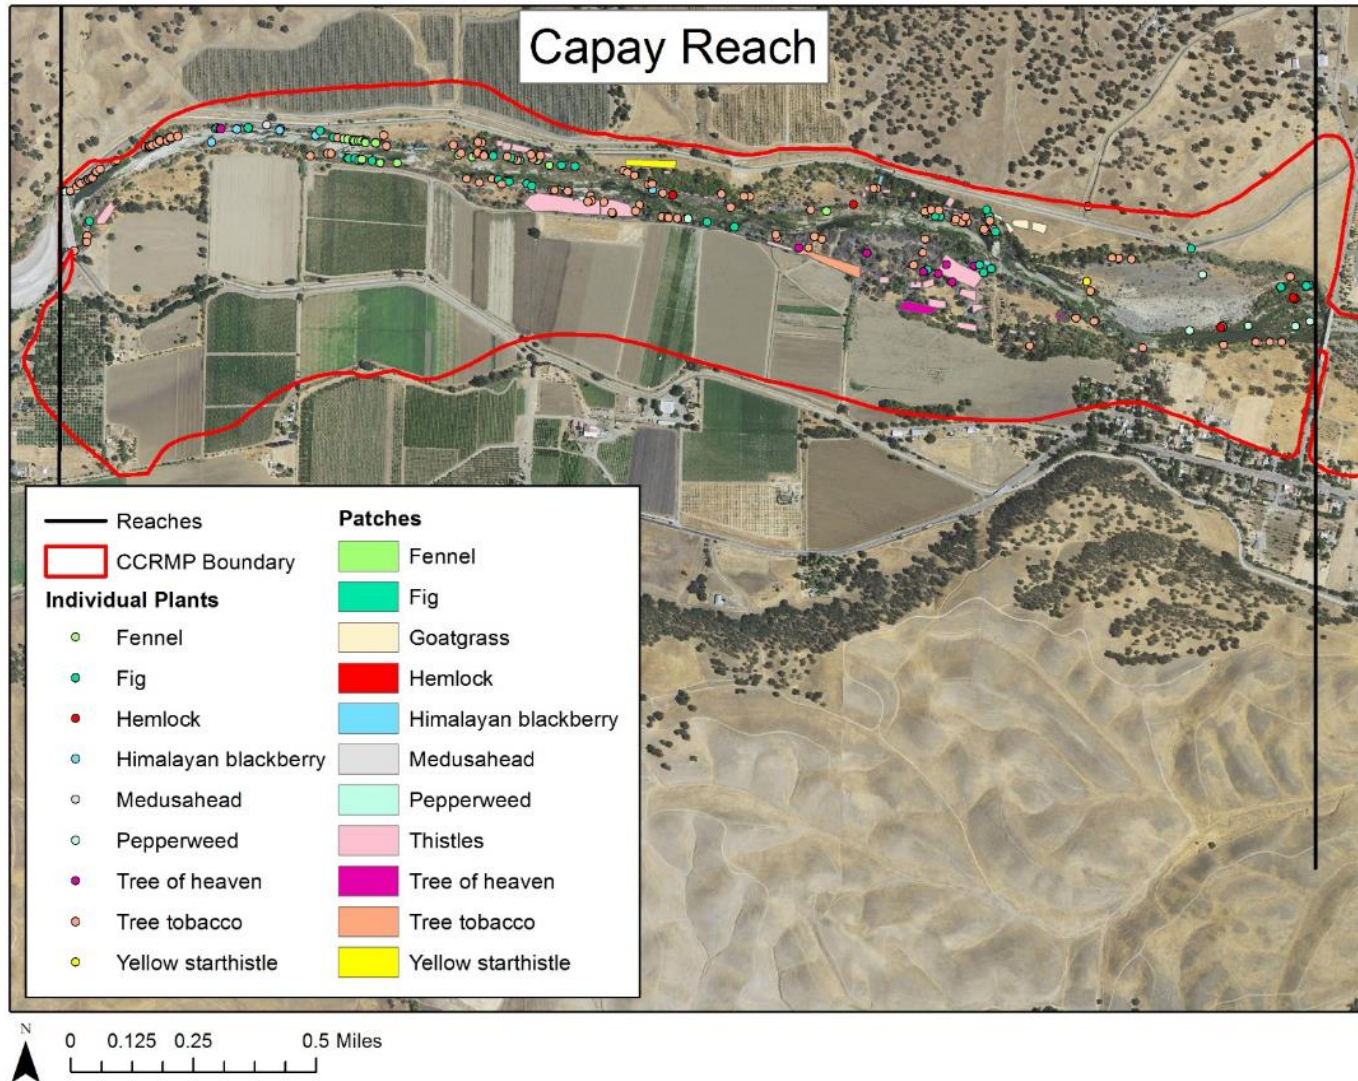 Capay Reach
Reaches
CCRMP Boundary
Individual Plants
Fennel
Fig
Hemlock
Himalayan blackberry
Medusahead
Pepperweed
Tree of heaven
Tree tobacco
Yellow starthistle
Patches
Fennel
Fig
Goatgrass
Hemlock
Himalayan blackberry
Medusahead
Pepperweed
Thistles
Tree of heaven
Tree tobacco
Yellow starthistle
N
0 0.125 0.25 0.5 Miles